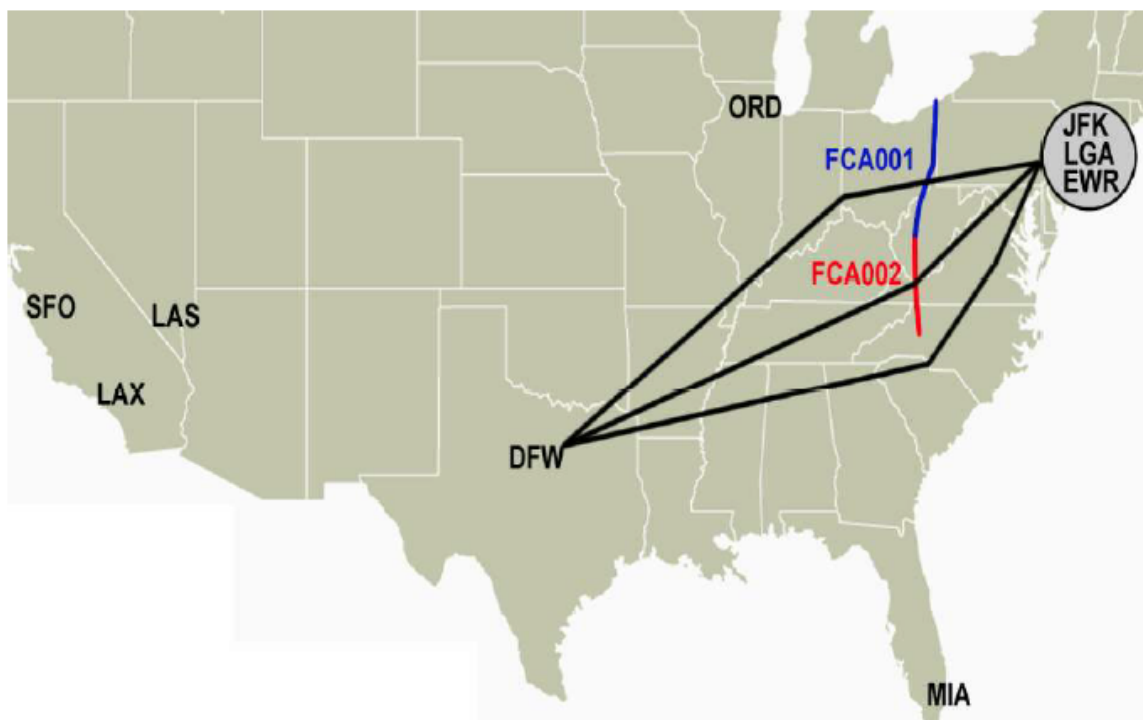 ORD
JFK
LGA
EWR
FCA001
FCA002
SFO
LAS
LAX
DFW
MIA